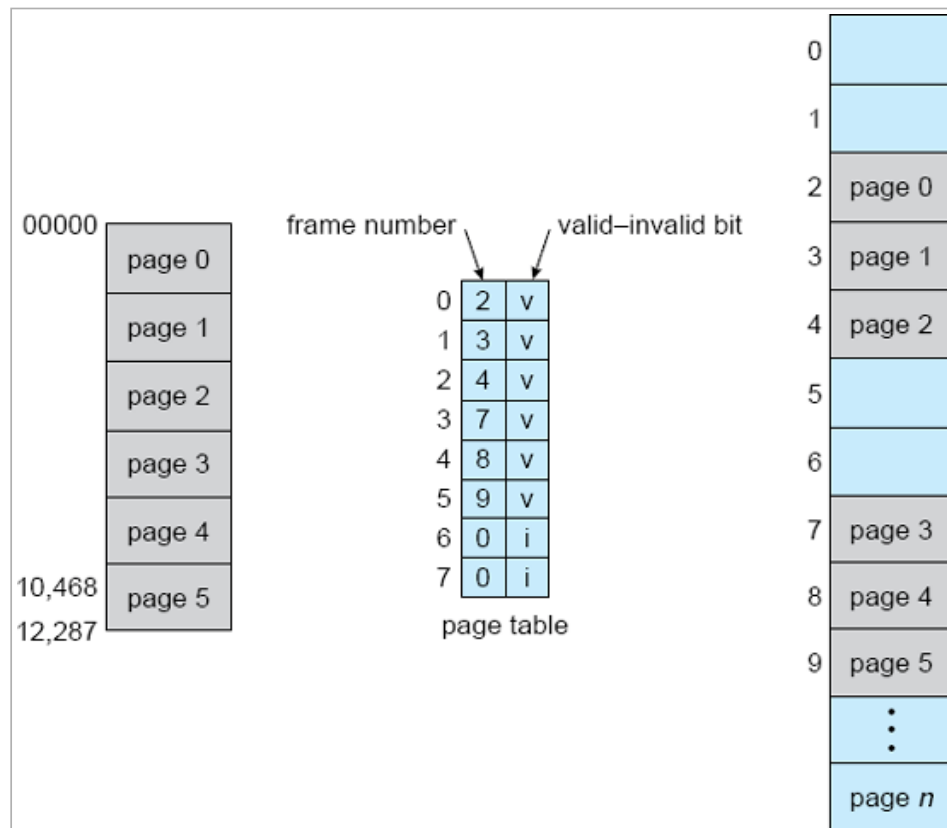 00000
page 0
page 1
page 2
page 3
page 4
page 5
10,468
12,287
frame number
valid–invalid bit
0 2 v
1 3 v
2 4 v
3 7 v
4 8 v
5 9 v
6 0 i
7 0 i
page table
0
1
2 page 0
3 page 1
4 page 2
5
6
7 page 3
8 page 4
9 page 5
page n